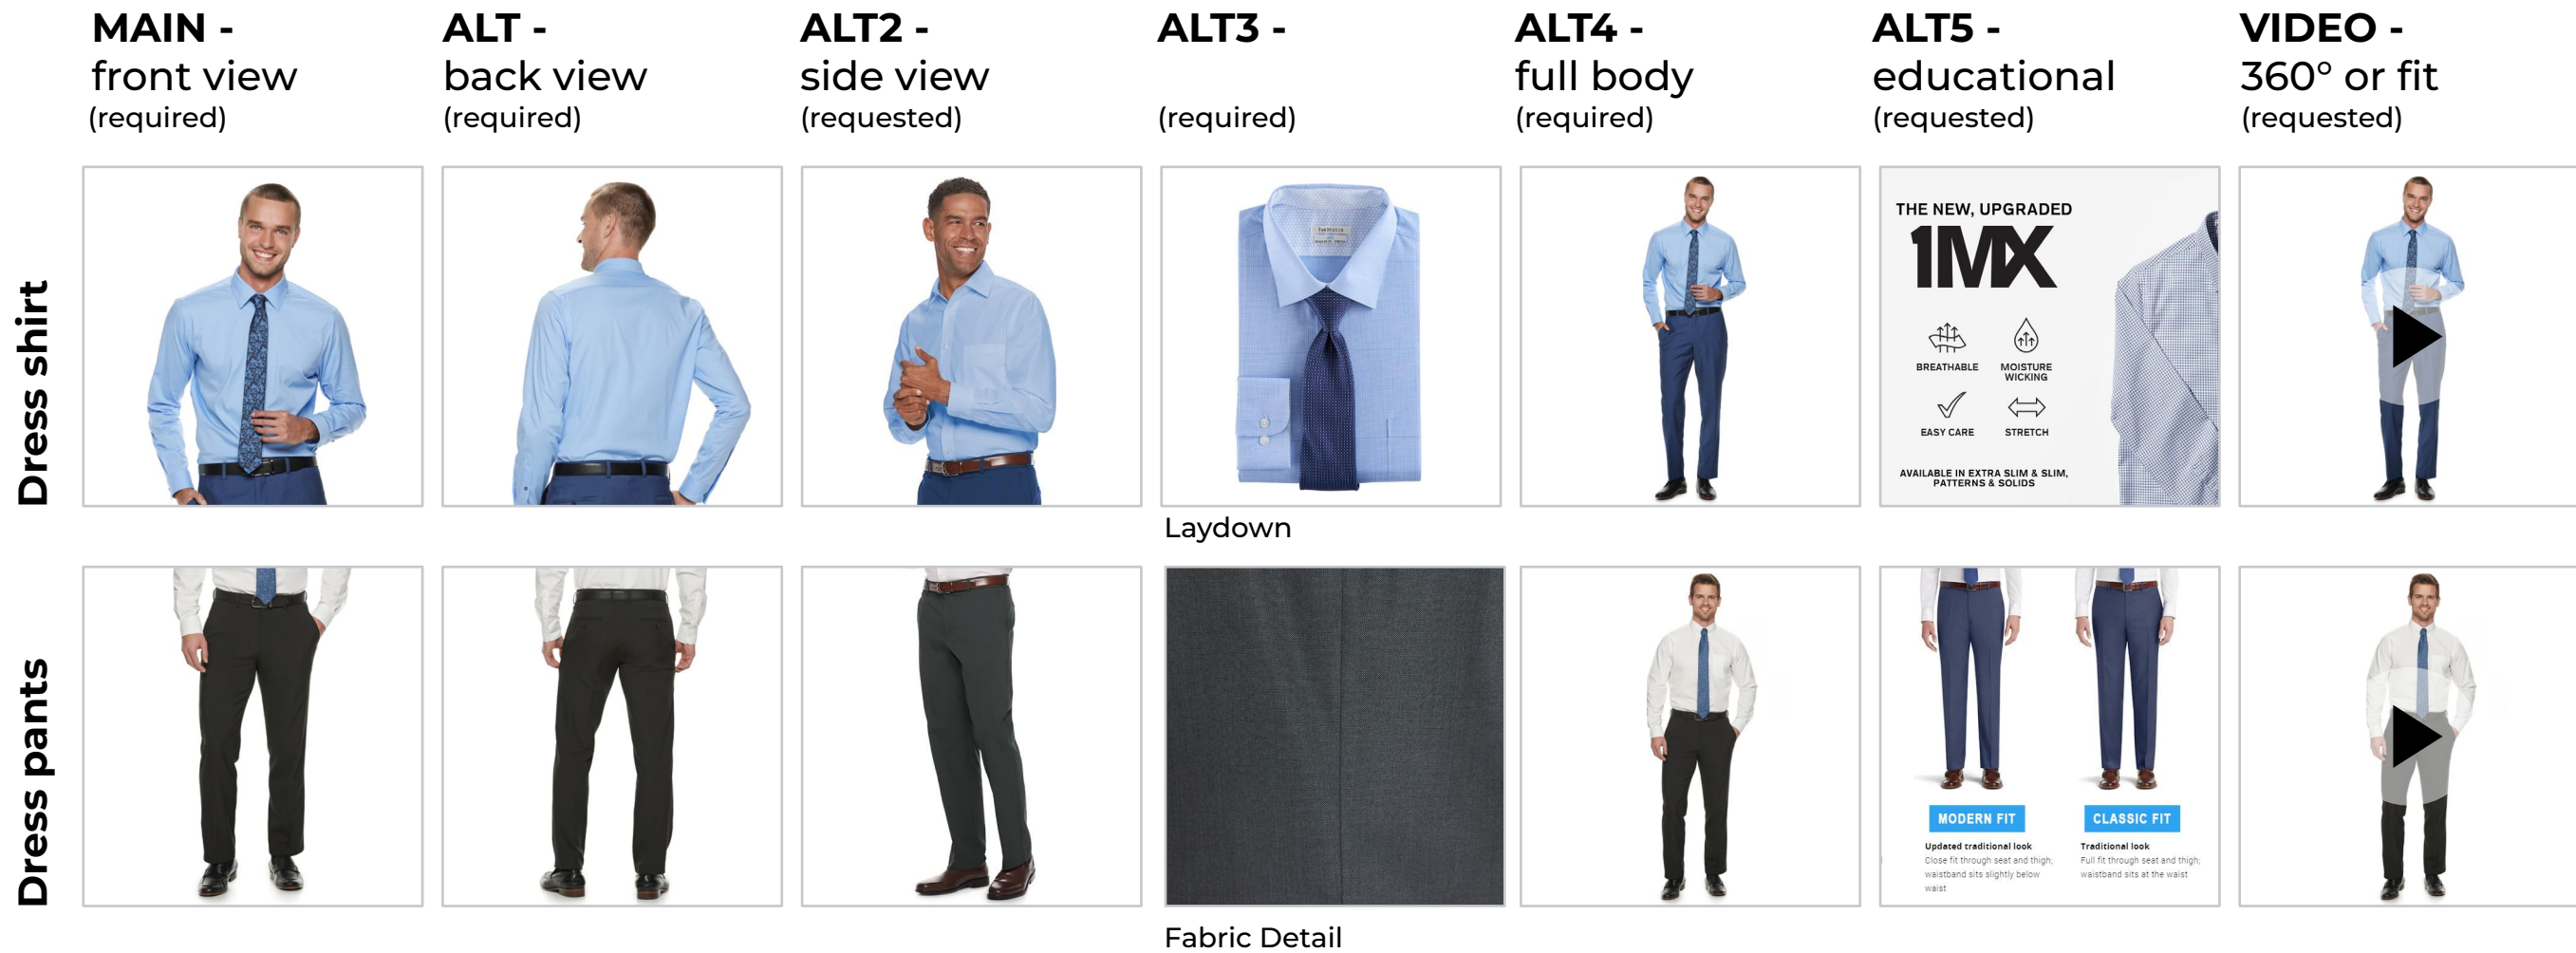 MAIN -
front view
(required)
ALT -
back view
(required)
ALT2 -
side view
(requested)
ALT3 -
(required)
ALT4 -
full body
(required)
ALT5 -
educational
(requested)
VIDEO -
360° or fit
(requested)
Dress shirt
THE NEW, UPGRADED
1MX
BREATHABLE
MOISTURE
WICKING
EASY CARE
STRETCH
AVAILABLE IN EXTRA SLIM & SLIM,
PATTERNS & SOLIDS
Laydown
Dress pants
MODERN FIT
Updated traditional look
Close fit through seat and thigh;
waistband sits slightly below
waist
CLASSIC FIT
Traditional look
Full fit through seat and thigh;
waistband sits at the waist
Fabric Detail